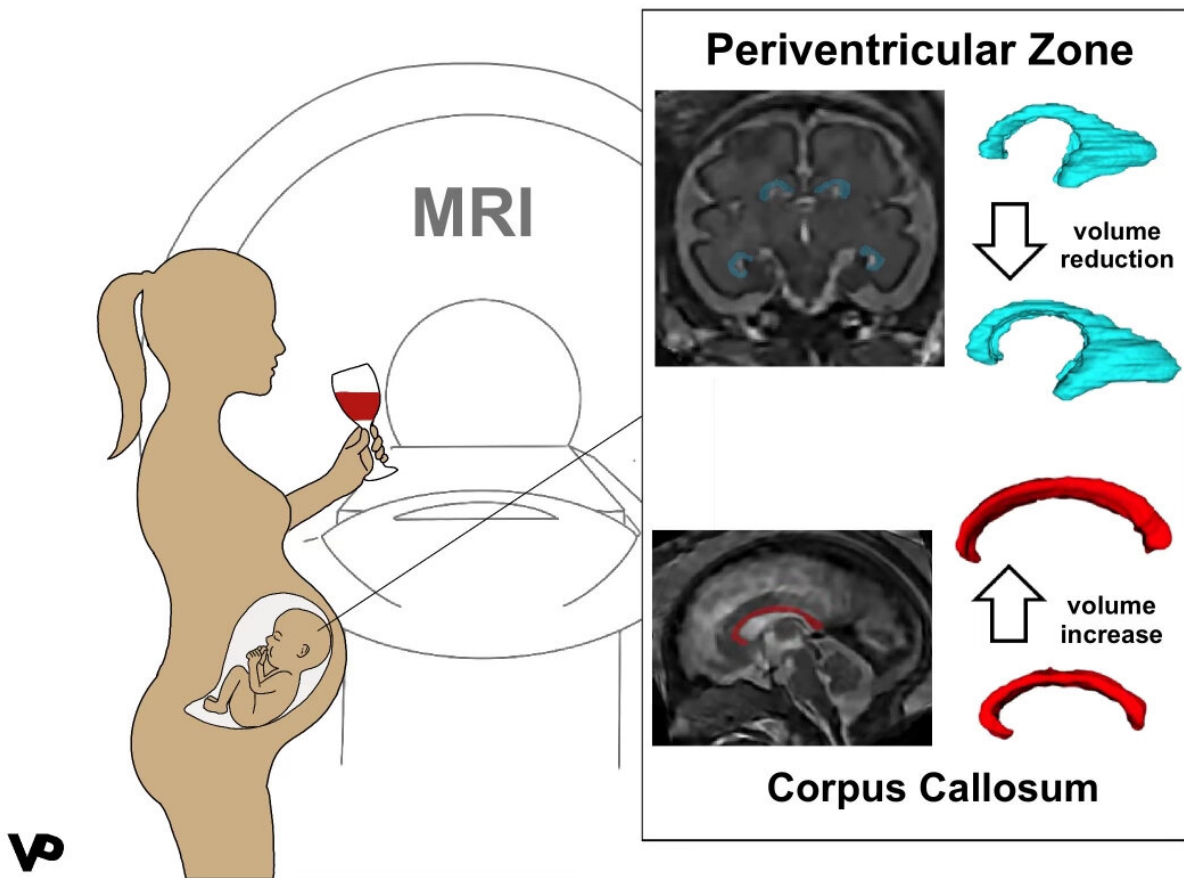 Periventricular Zone
MRI
volume
reduction
volume
increase
Corpus Callosum
VP